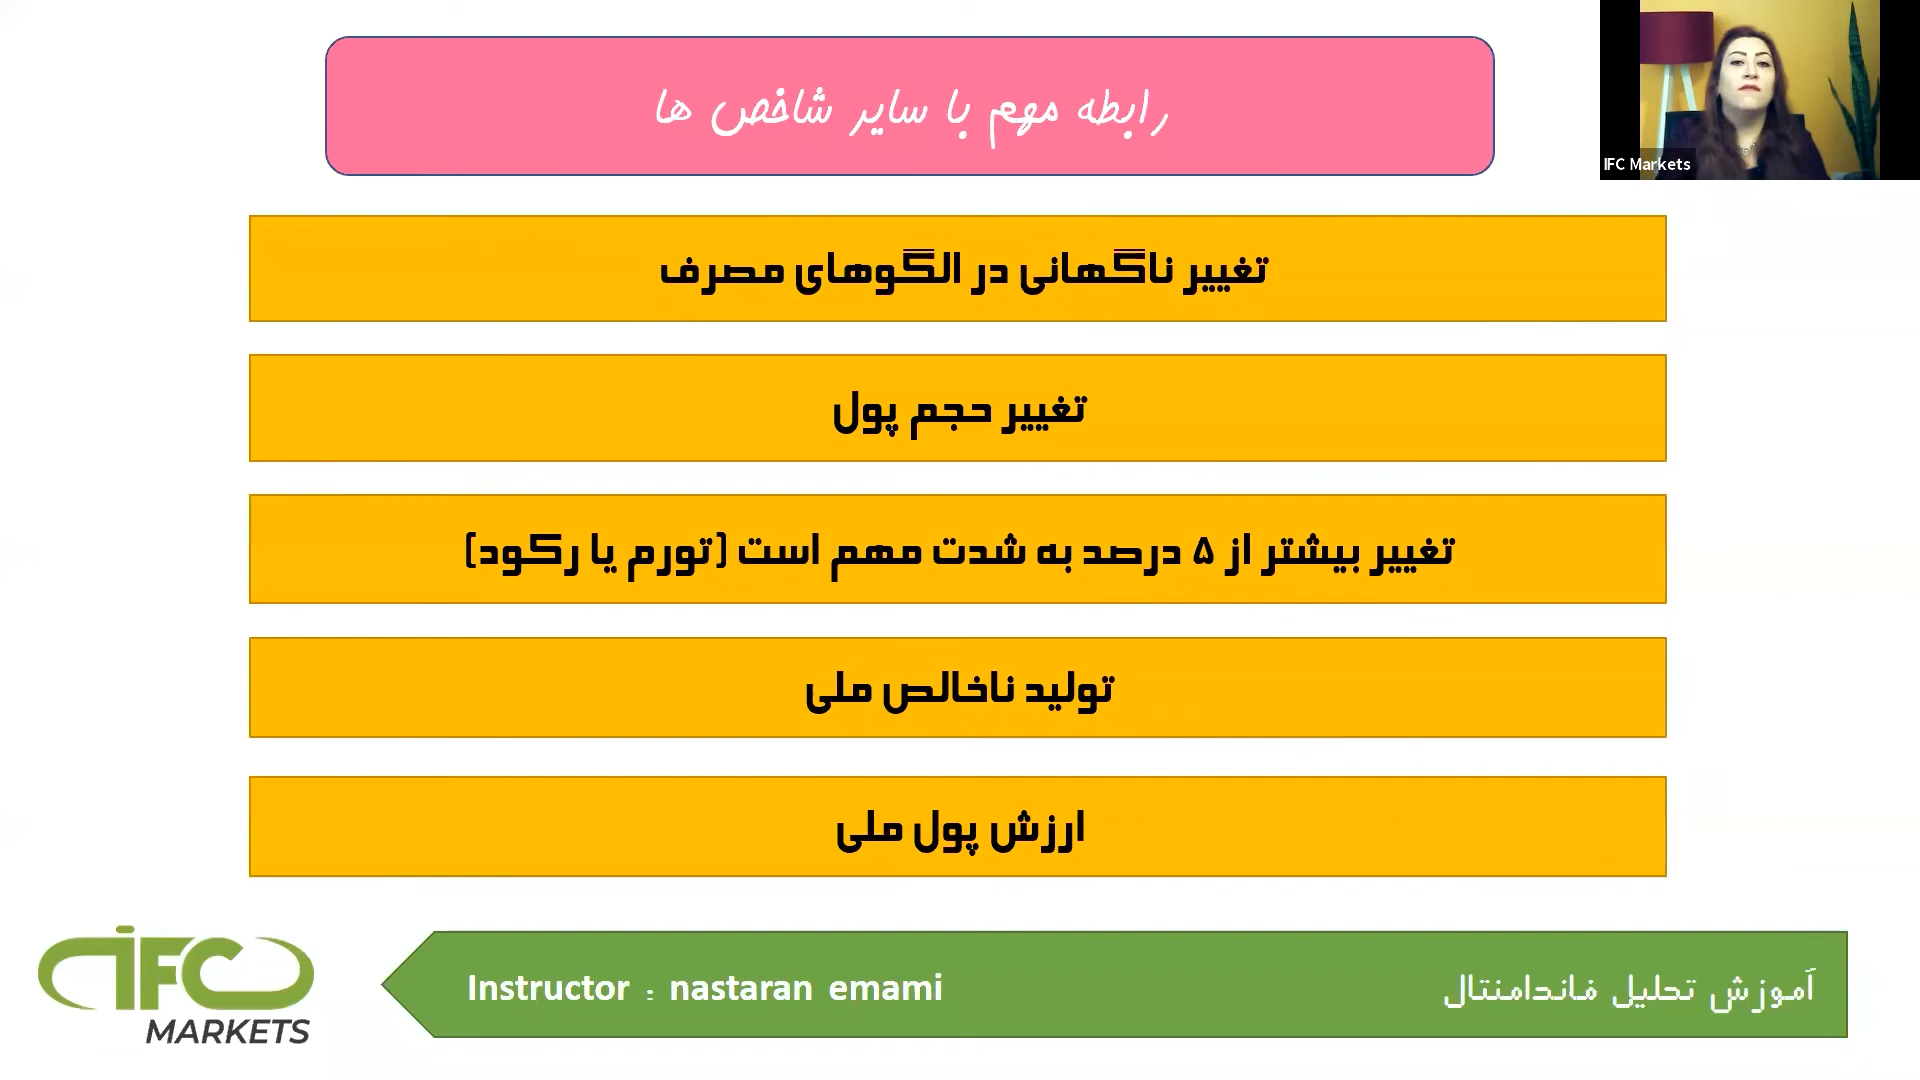 رابطه مهم با سایر شاخص ها
IFC Markets
تغییر ناگهانی در الگوهای مصرف
تغییر حجم پول
تغییر بیشتر از ۵ درصد به شدت مهم است (تورم یا رکود)
تولید ناخالص ملی
ارزش پول ملی
IFC
MARKETS
Instructor : nastaran emami
آموزش تحلیل فاندامنتال